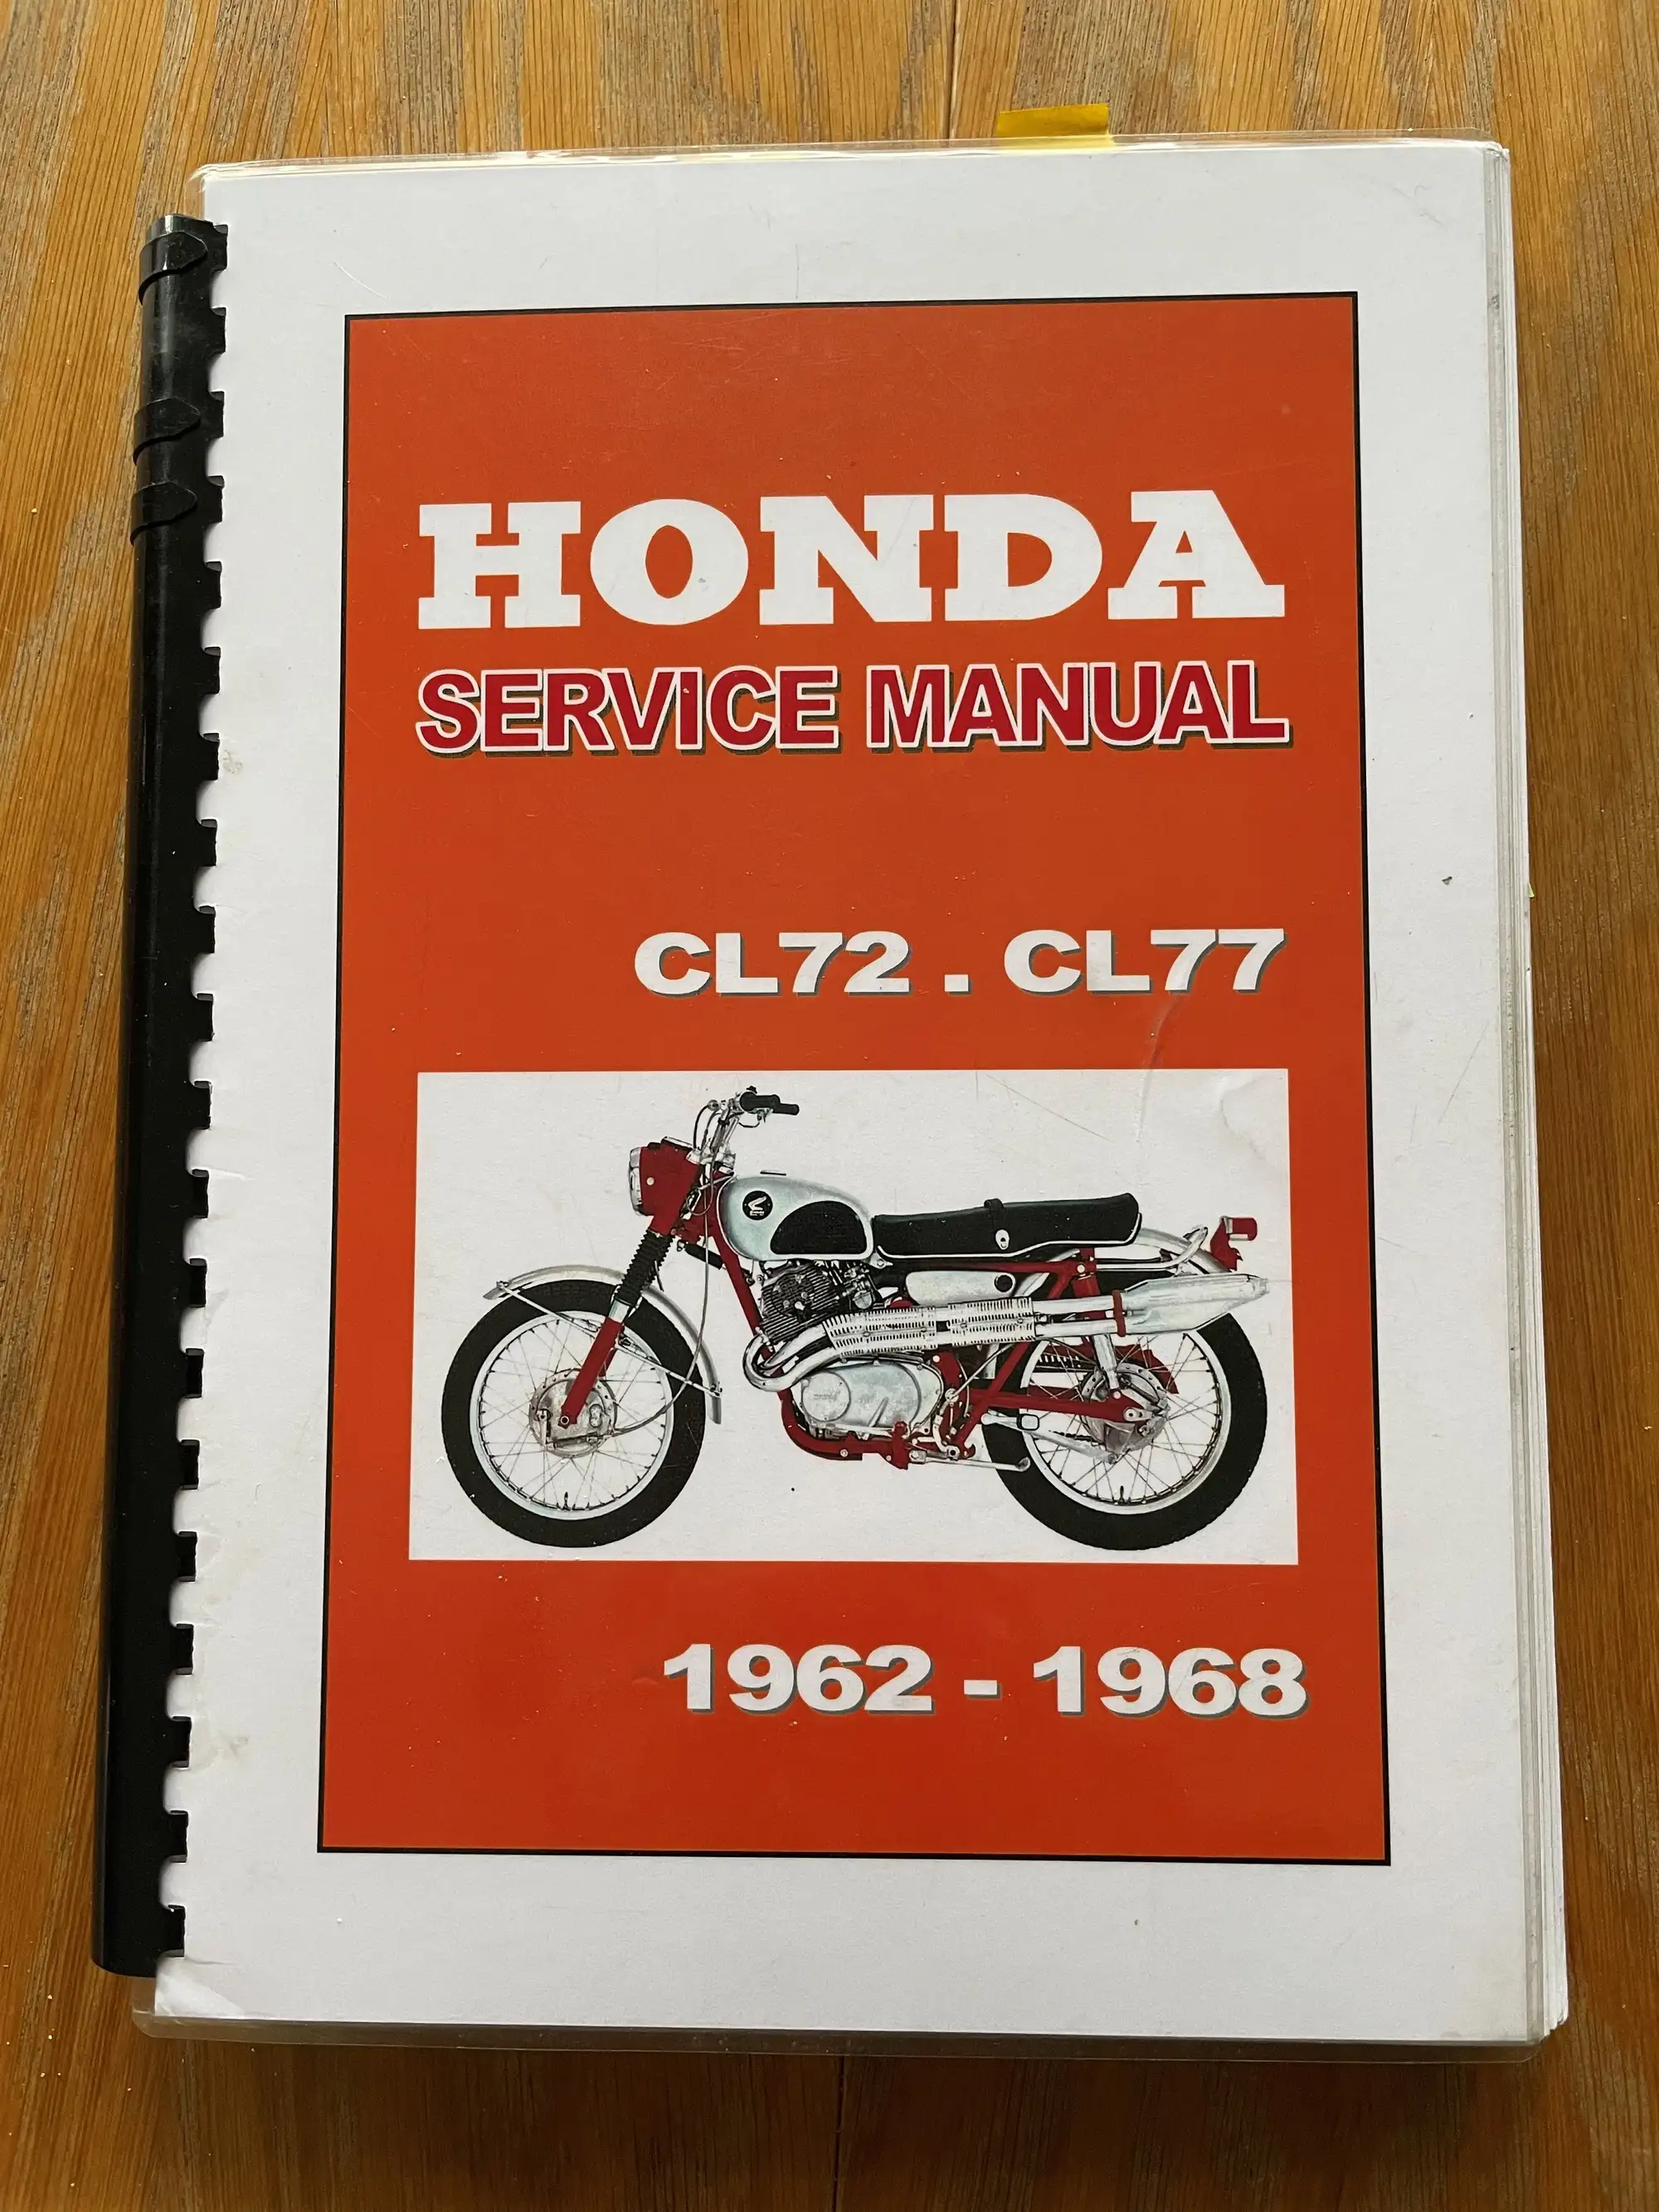 HONDA
SERVICE MANUAL
CL72 . CL77
1962 - 1968